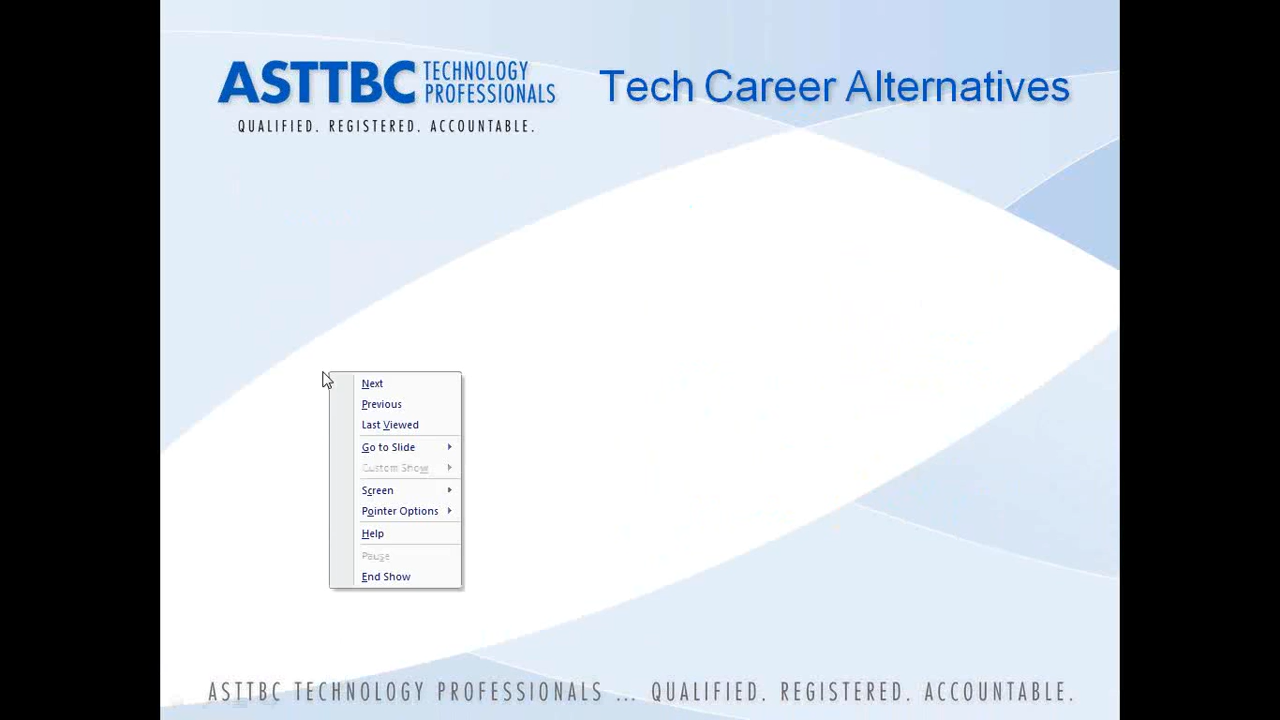 ASTTBC TECHNOLOGY PROFESSIONALS
QUALIFIED. REGISTERED. ACCOUNTABLE.
Tech Career Alternatives
Next
Previous
Last Viewed
Go to Slide
Custom Show
Screen
Pointer Options
Help
Pause
End Show
ASTTBC TECHNOLOGY PROFESSIONALS ... QUALIFIED. REGISTERED. ACCOUNTABLE.